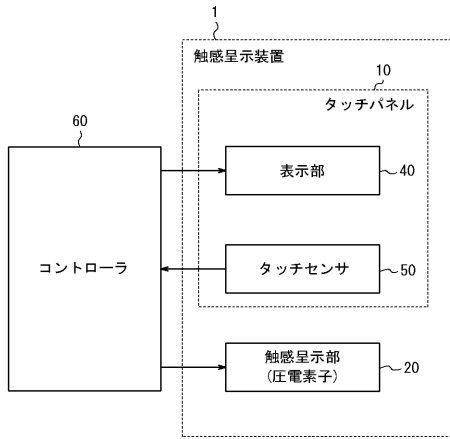 1
触感呈示装置
10
タッチパネル
60
表示部
40
コントローラ
タッチセンサ
50
触感呈示部
(圧電素子)
20